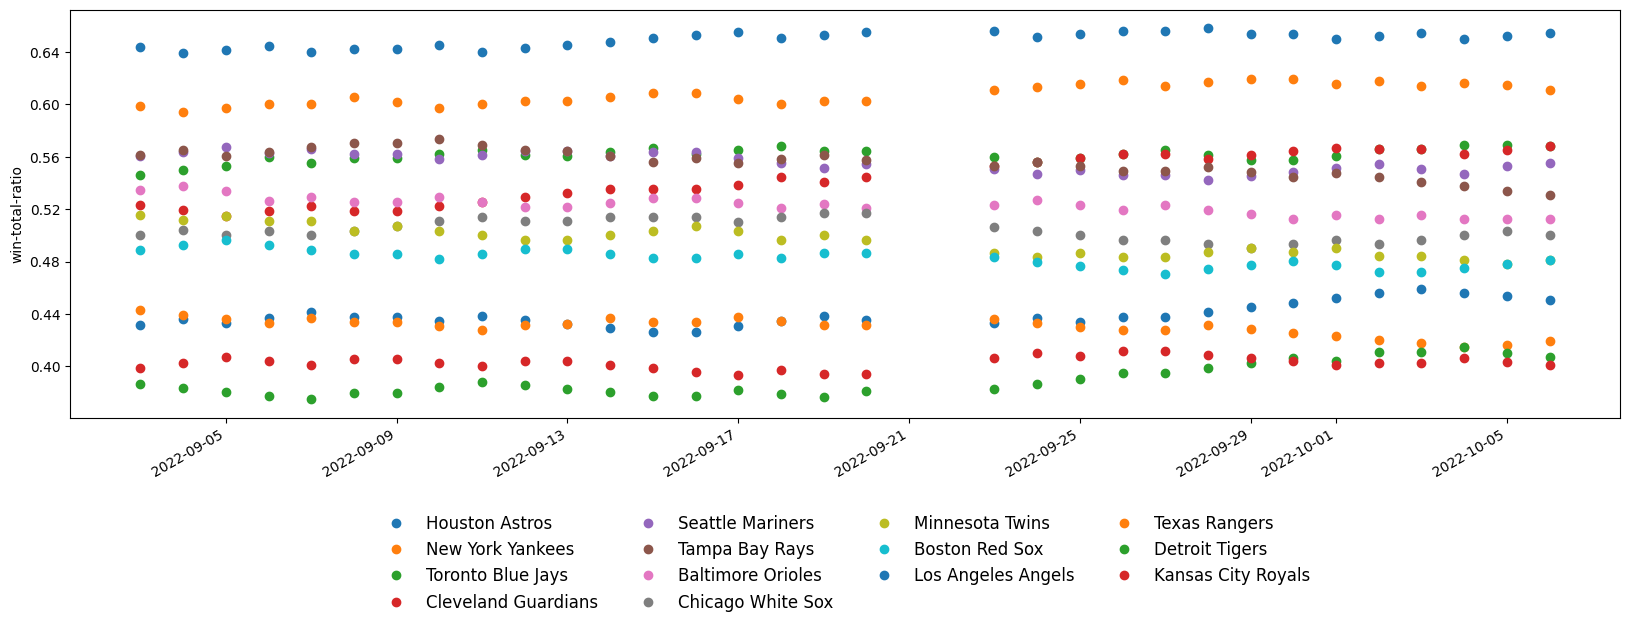 win-total-ratio
0.64
0.60
0.56
0.52
0.48
0.44
0.40
2022-09-05
2022-09-09
2022-09-13
2022-09-17
2022-09-21
2022-09-25
2022-09-29
2022-10-01
2022-10-05
Houston Astros
New York Yankees
Toronto Blue Jays
Cleveland Guardians
Seattle Mariners
Tampa Bay Rays
Baltimore Orioles
Chicago White Sox
Minnesota Twins
Boston Red Sox
Los Angeles Angels
Texas Rangers
Detroit Tigers
Kansas City Royals